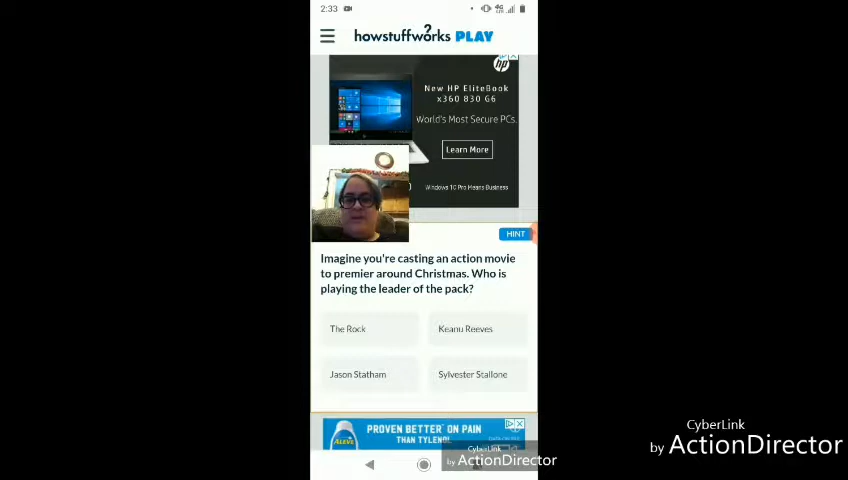 2:33
howstuffworks PLAY
hp
New HP EliteBook
x360 830 G6
World's Most Secure PCs.
Learn More
Windows 10 Pro Means Business
HINT
Imagine you're casting an action movie
to premier around Christmas. Who is
playing the leader of the pack?
The Rock
Keanu Reeves
Jason Statham
Sylvester Stallone
ALEVE
PROVEN BETTER* ON PAIN
THAN TYLENOL
CyberLink
by ActionDirector
CyberLink
by ActionDirector